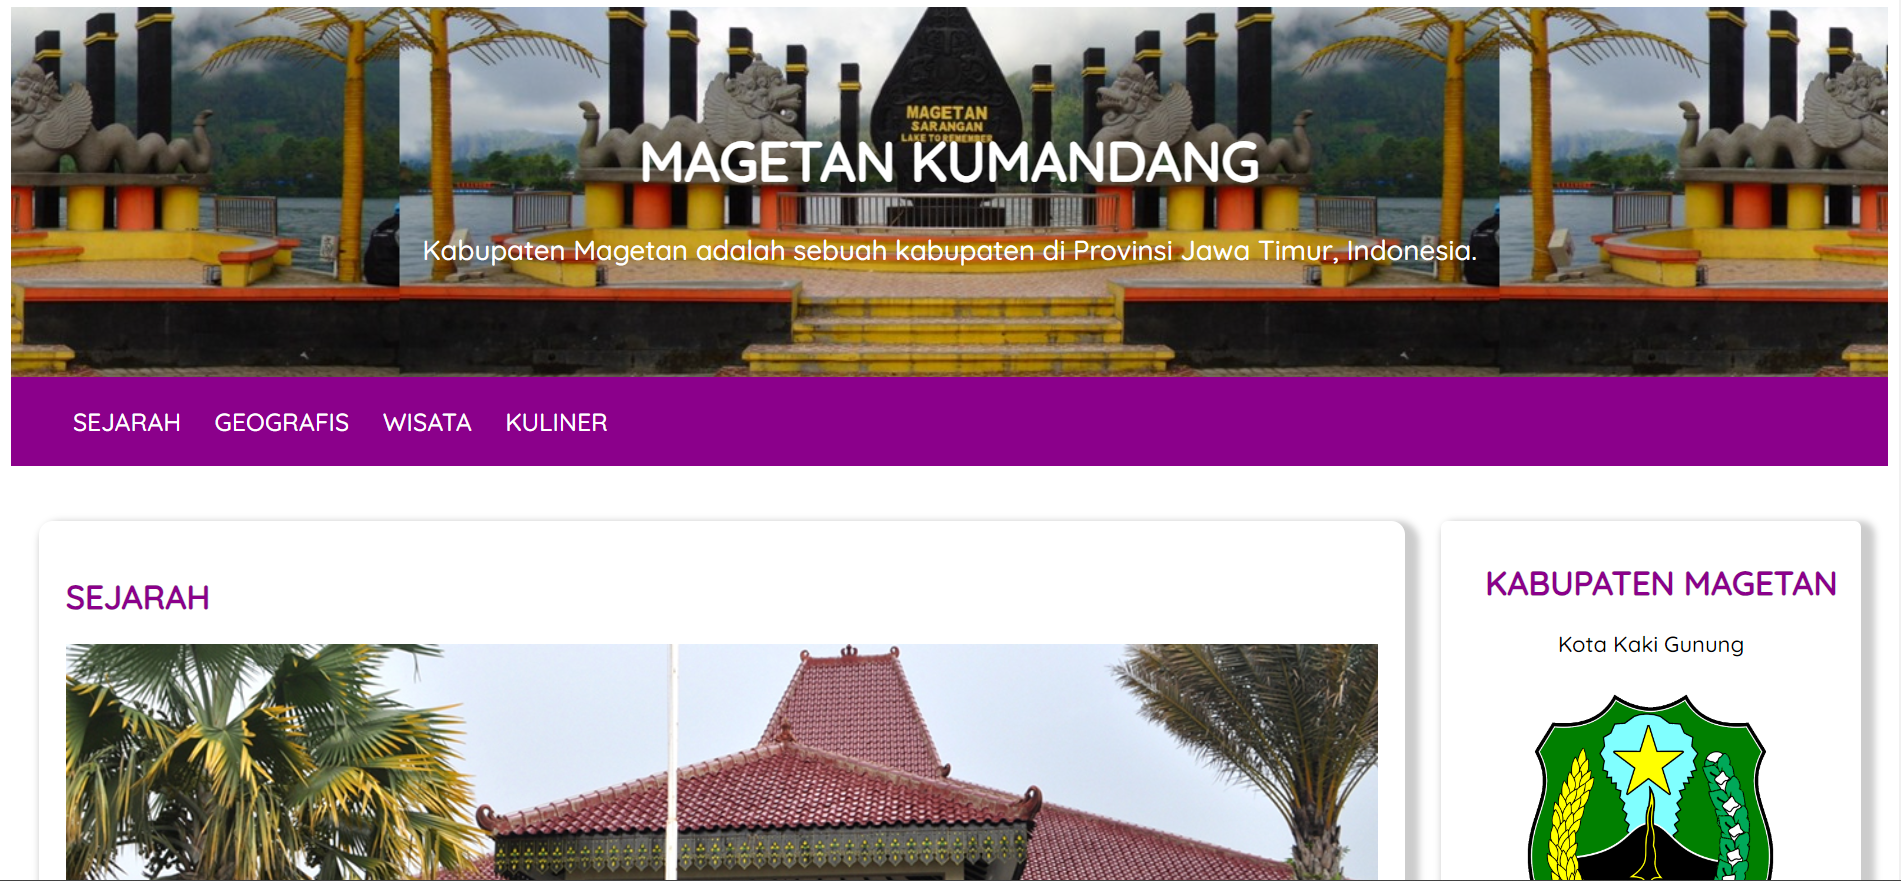 MAGETAN
SARANGAN
LAKE TO REMEMBER
MAGETAN KUMANDANG
Kabupaten Magetan adalah sebuah kabupaten di Provinsi Jawa Timur, Indonesia.
SEJARAH GEOGRAFIS WISATA KULINER
SEJARAH
KABUPATEN MAGETAN
Kota Kaki Gunung